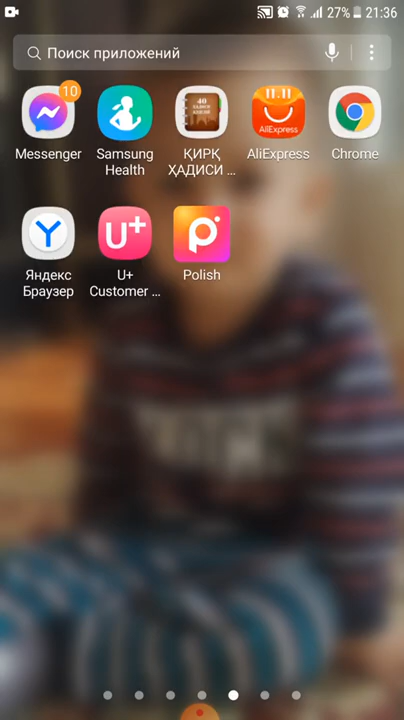 27% 21:36
Поиск приложений
10
40
11.11
AliExpress
Messenger
Samsung Health
ҚИРҚ ҲАДИСИ ...
AliExpress
Chrome
U+
Яндекс Браузер
U+ Customer ...
Polish